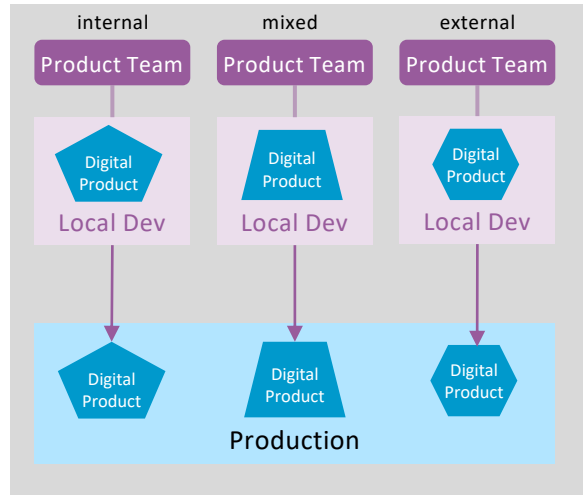 internal
mixed
external
Product Team
Product Team
Product Team
Digital
Product
Local Dev
Digital
Product
Local Dev
Digital
Product
Local Dev
Digital
Product
Digital
Product
Digital
Product
Production